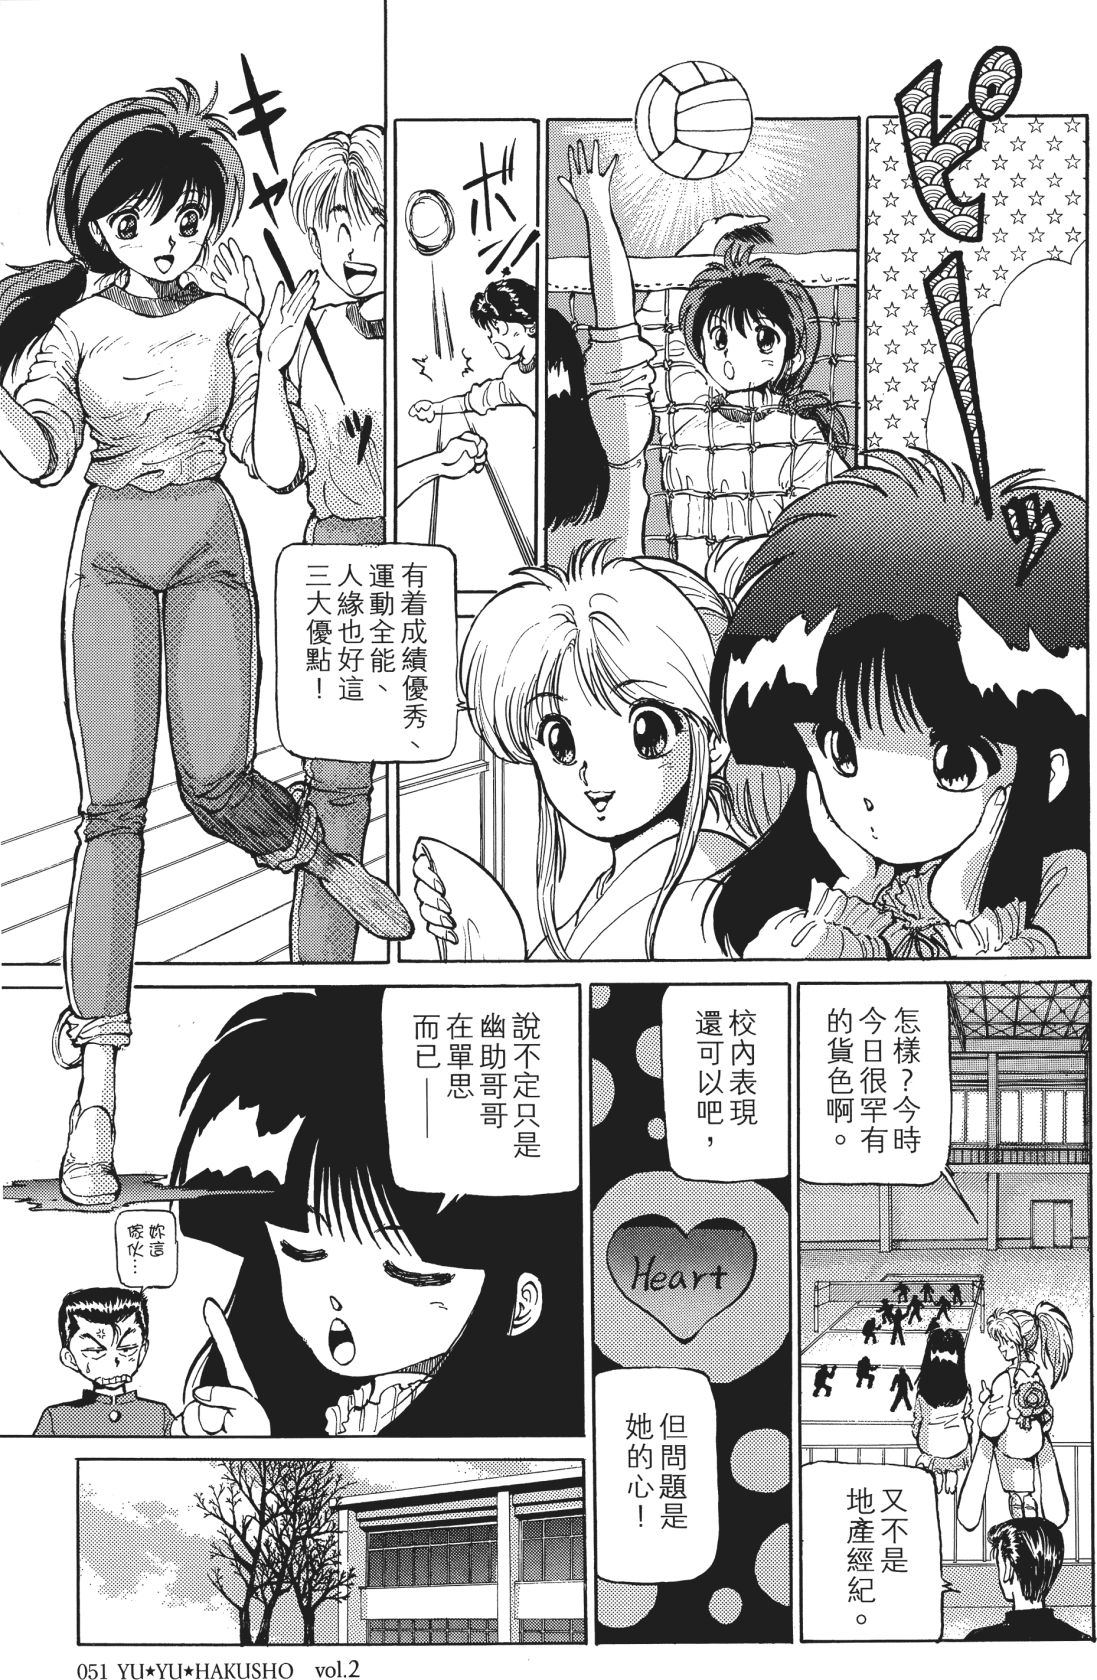 ピーッ
ボッ
キャーッ
有着成績優秀、
運動全能、
人緣也好這
三大優點！
怎樣？今時
今日很罕有
的貨色啊。
又不是
地產經紀。
校內表現
還可以吧，
Heart
但問題是
她的心！
說不定只是
幽助哥哥
在單思
而已——
妳這
傢伙…
051 YU★YU★HAKUSHO vol.2